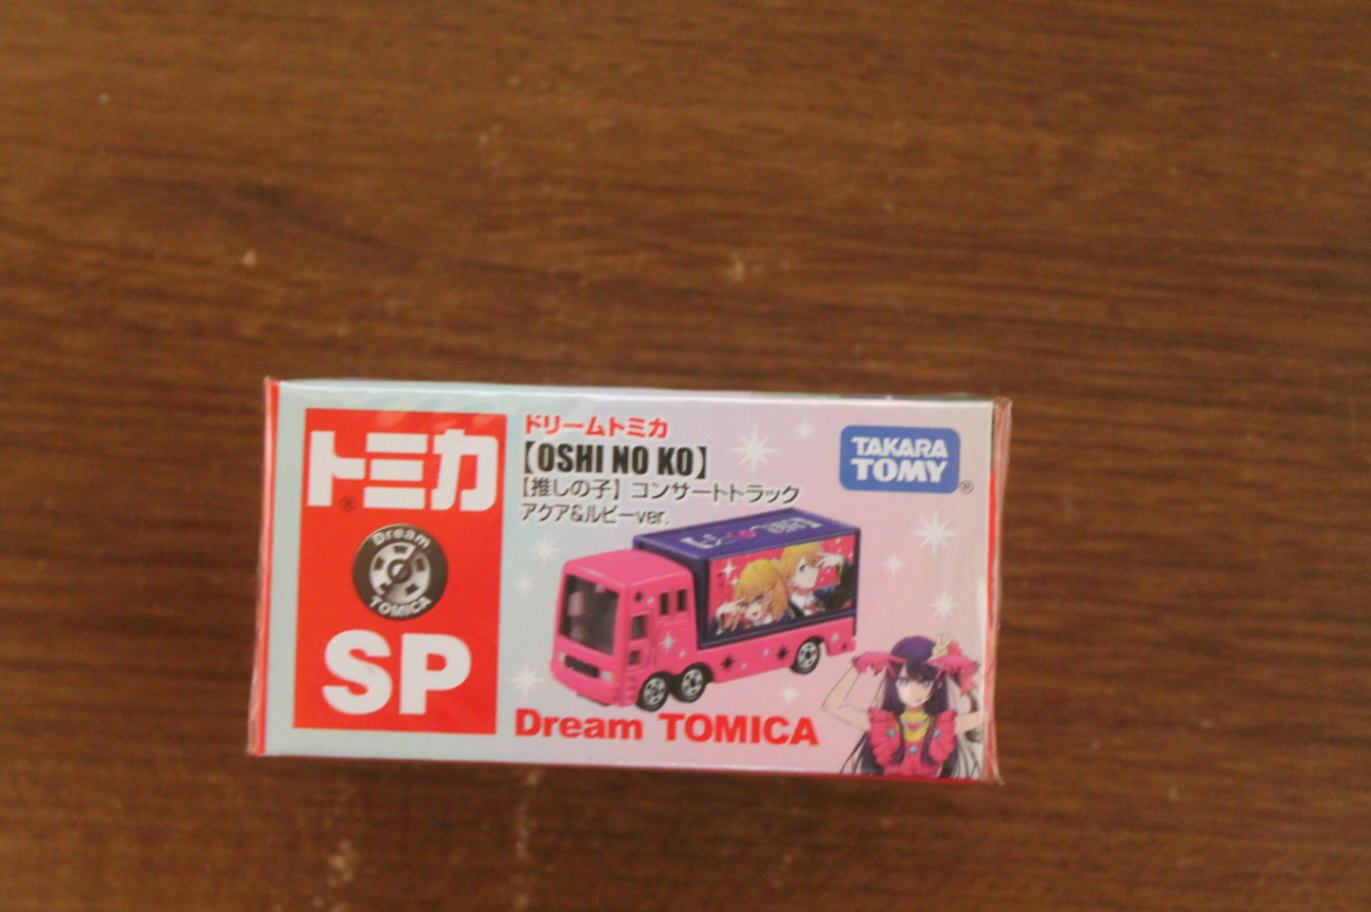 トミカ
®
Dream
TOMICA
SP
ドリームトミカ
【OSHI NO KO】
【推しの子】コンサートトラック
アクア&ルビーver.
TAKARA
TOMY
®
Dream TOMICA